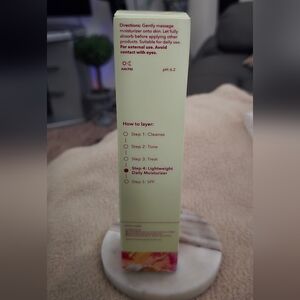 Directions: Gently massage
moisturizer onto skin. Let fully
absorb before applying other
products. Suitable for daily use.
For external use. Avoid
contact with eyes.
AM/PM
pH 6.2
How to layer:
Step 1: Cleanse
Step 2: Tone
Step 3: Treat
Step 4: Lightweight
Daily Moisturizer
Step 5: SPF